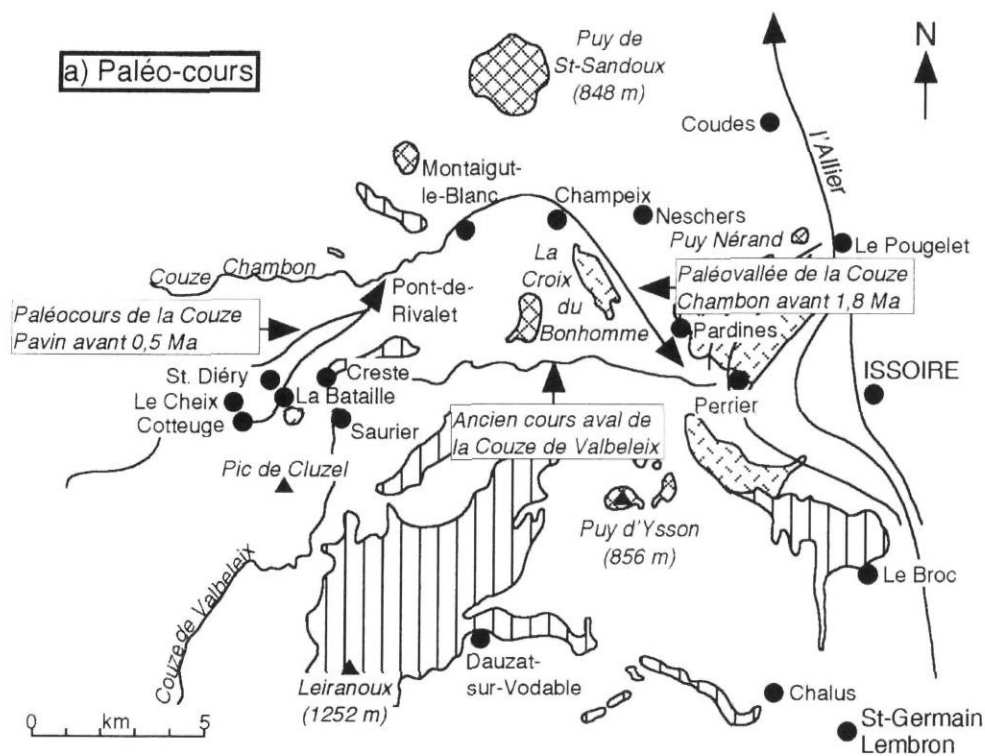 a) Paléo-cours
Puy de
St-Sandoux
(848 m)
N
Coudes
l'Allier
Montaigut-
le-Blanc
Champeix
Neschers
Puy Nérand
Le Pougelet
Couze Chambon
La
Croix
du
Bonhomme
Paléovallée de la Couze
Chambon avant 1,8 Ma
Pont-de-
Rivalet
Paléocours de la Couze
Pavin avant 0,5 Ma
Pardines
ISSOIRE
St. Diéry
Creste
Le Cheix
La Bataille
Cotteuge
Saurier
Perrier
Ancien cours aval de
la Couze de Valbeleix
Pic de Cluzel
Puy d'Ysson
(856 m)
Le Broc
Couze de Valbeleix
Dauzat-
sur-Vodable
Leiranoux
(1252 m)
Chalus
St-Germain
Lembron
0 km 5